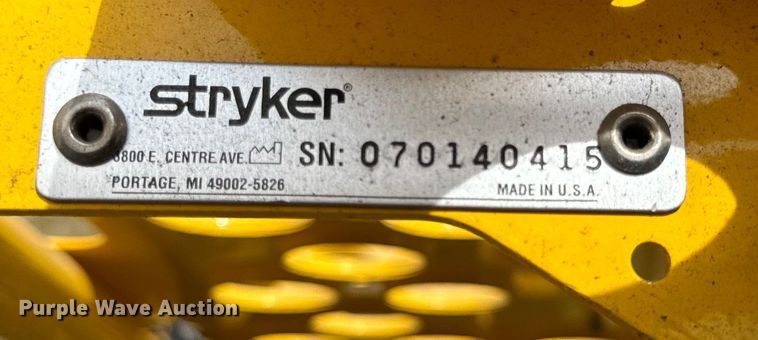 stryker®
3800 E. CENTRE AVE. SN: 070140415
PORTAGE, MI 49002-5826 MADE IN U.S.A.
Purple Wave Auction